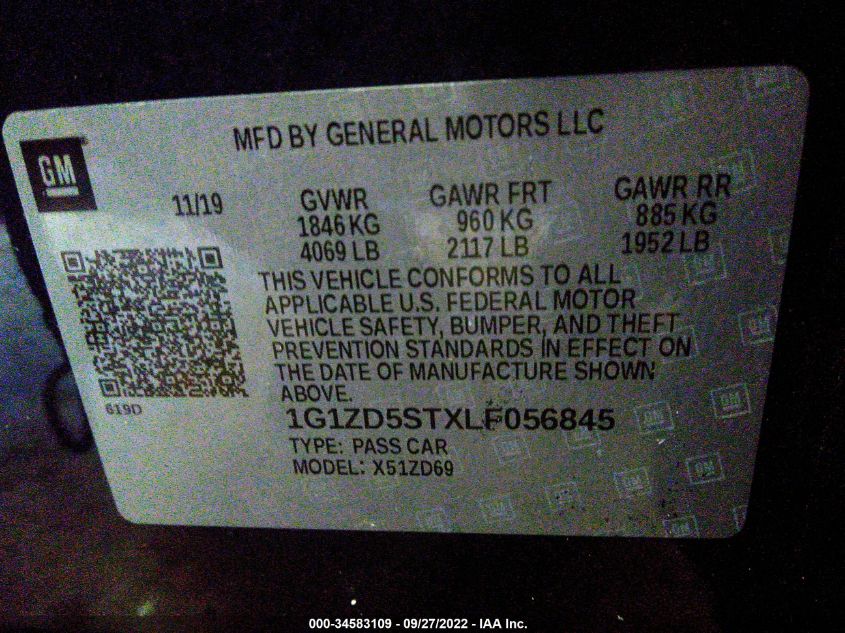 MFD BY GENERAL MOTORS LLC
GM
11/19
GVWR
1846 KG
4069 LB
GAWR FRT
960 KG
2117 LB
GAWR RR
885 KG
1952 LB
THIS VEHICLE CONFORMS TO ALL
APPLICABLE U.S. FEDERAL MOTOR
VEHICLE SAFETY, BUMPER, AND THEFT
PREVENTION STANDARDS IN EFFECT ON
THE DATE OF MANUFACTURE SHOWN
ABOVE.
619D
1G1ZD5STXLF056845
TYPE: PASS CAR
MODEL: X51ZD69
000-34583109 - 09/27/2022 - IAA Inc.